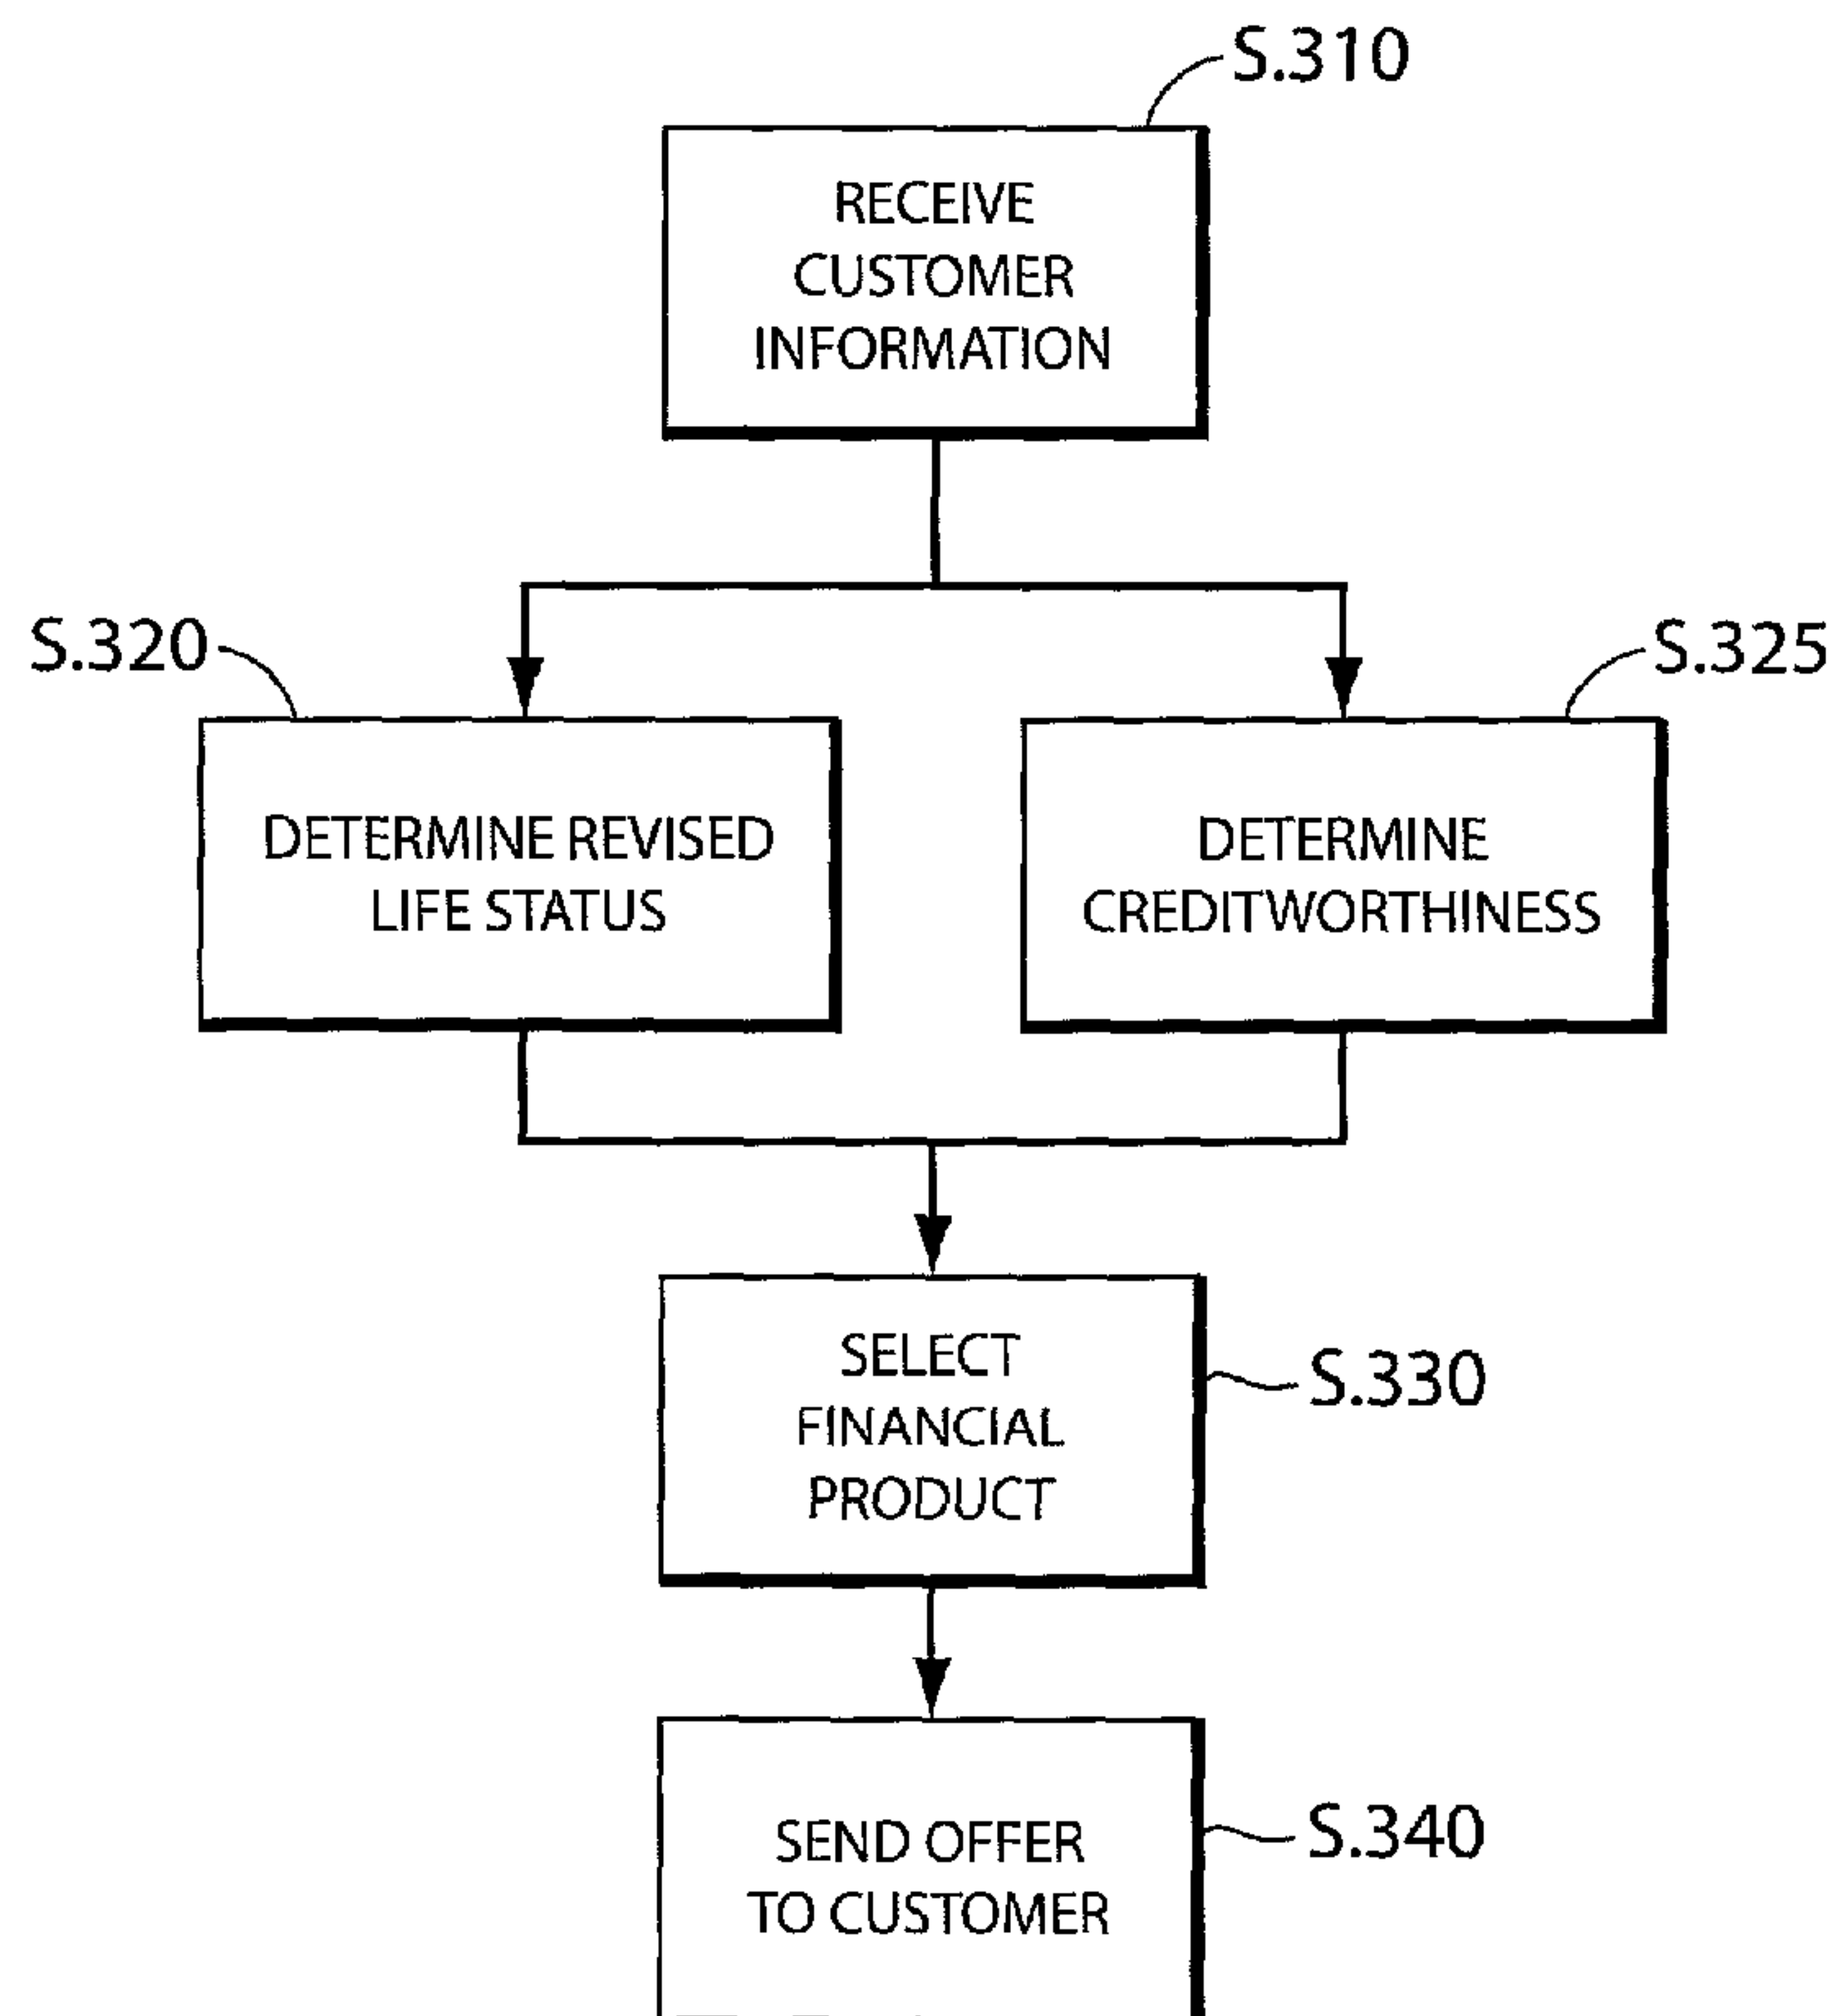 S.310
RECEIVE
CUSTOMER
INFORMATION
S.320
S.325
DETERMINE REVISED
LIFE STATUS
DETERMINE
CREDITWORTHINESS
SELECT
FINANCIAL
PRODUCT
S.330
SEND OFFER
TO CUSTOMER
S.340